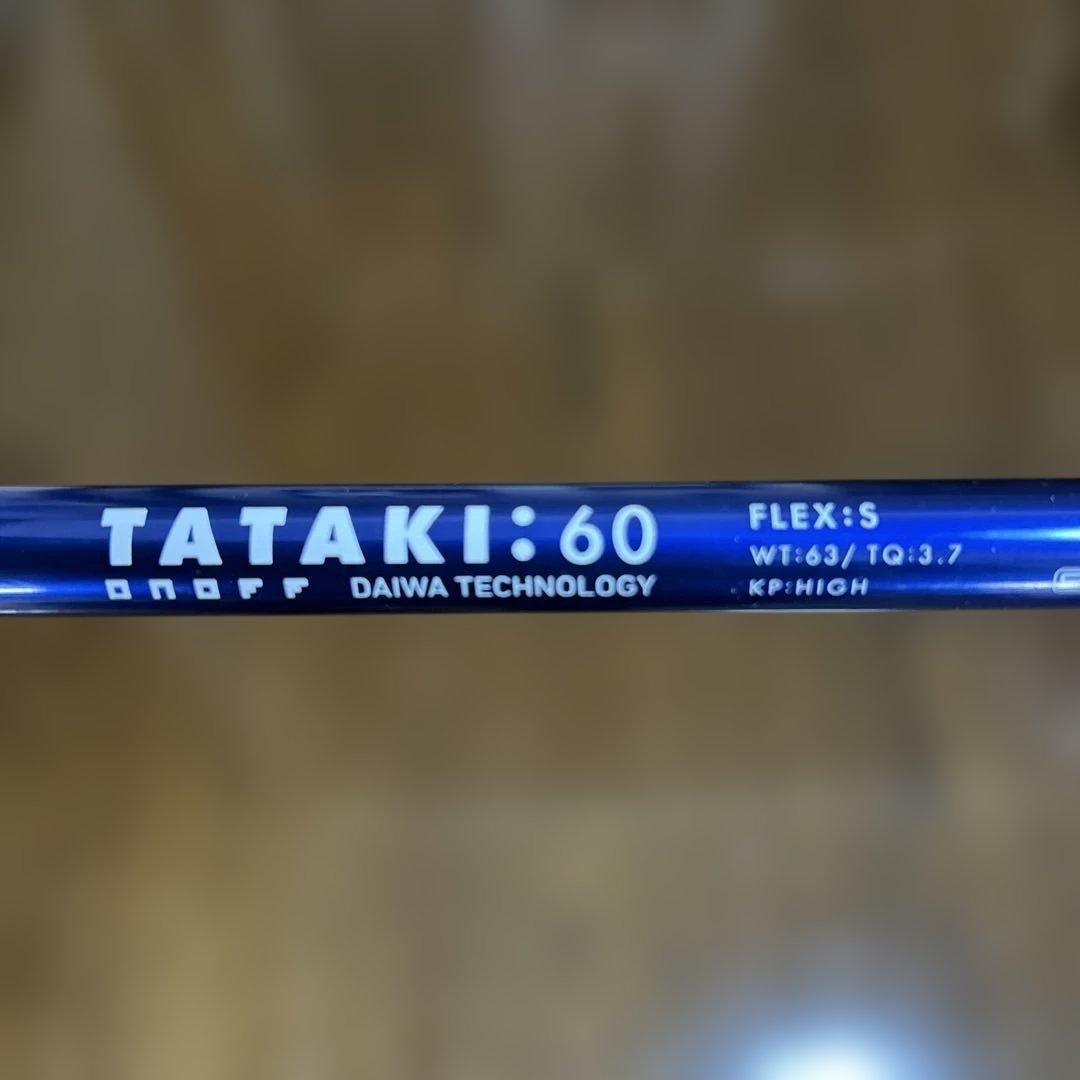 TATAKI:60
ONOFF DAIWA TECHNOLOGY
FLEX:S
WT:63/TQ:3.7
KP:HIGH